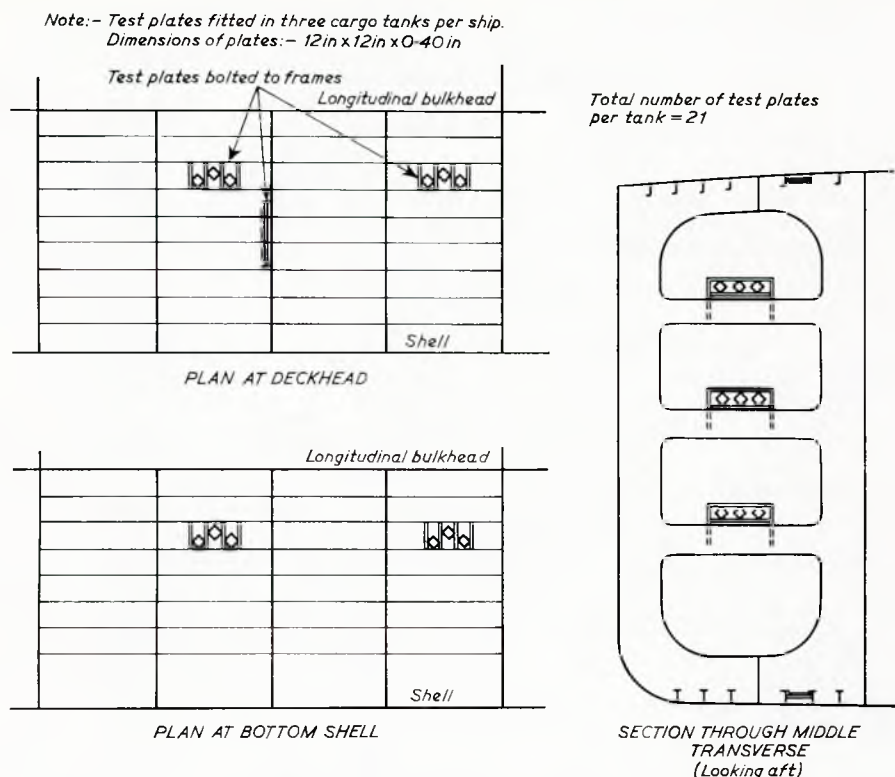 Note:- Test plates fitted in three cargo tanks per ship.
Dimensions of plates:- 12in x 12in x 0·40in
Test plates bolted to frames
Longitudinal bulkhead
Shell
PLAN AT DECKHEAD
Longitudinal bulkhead
Shell
PLAN AT BOTTOM SHELL
Total number of test plates
per tank = 21
SECTION THROUGH MIDDLE
TRANSVERSE
(Looking aft)